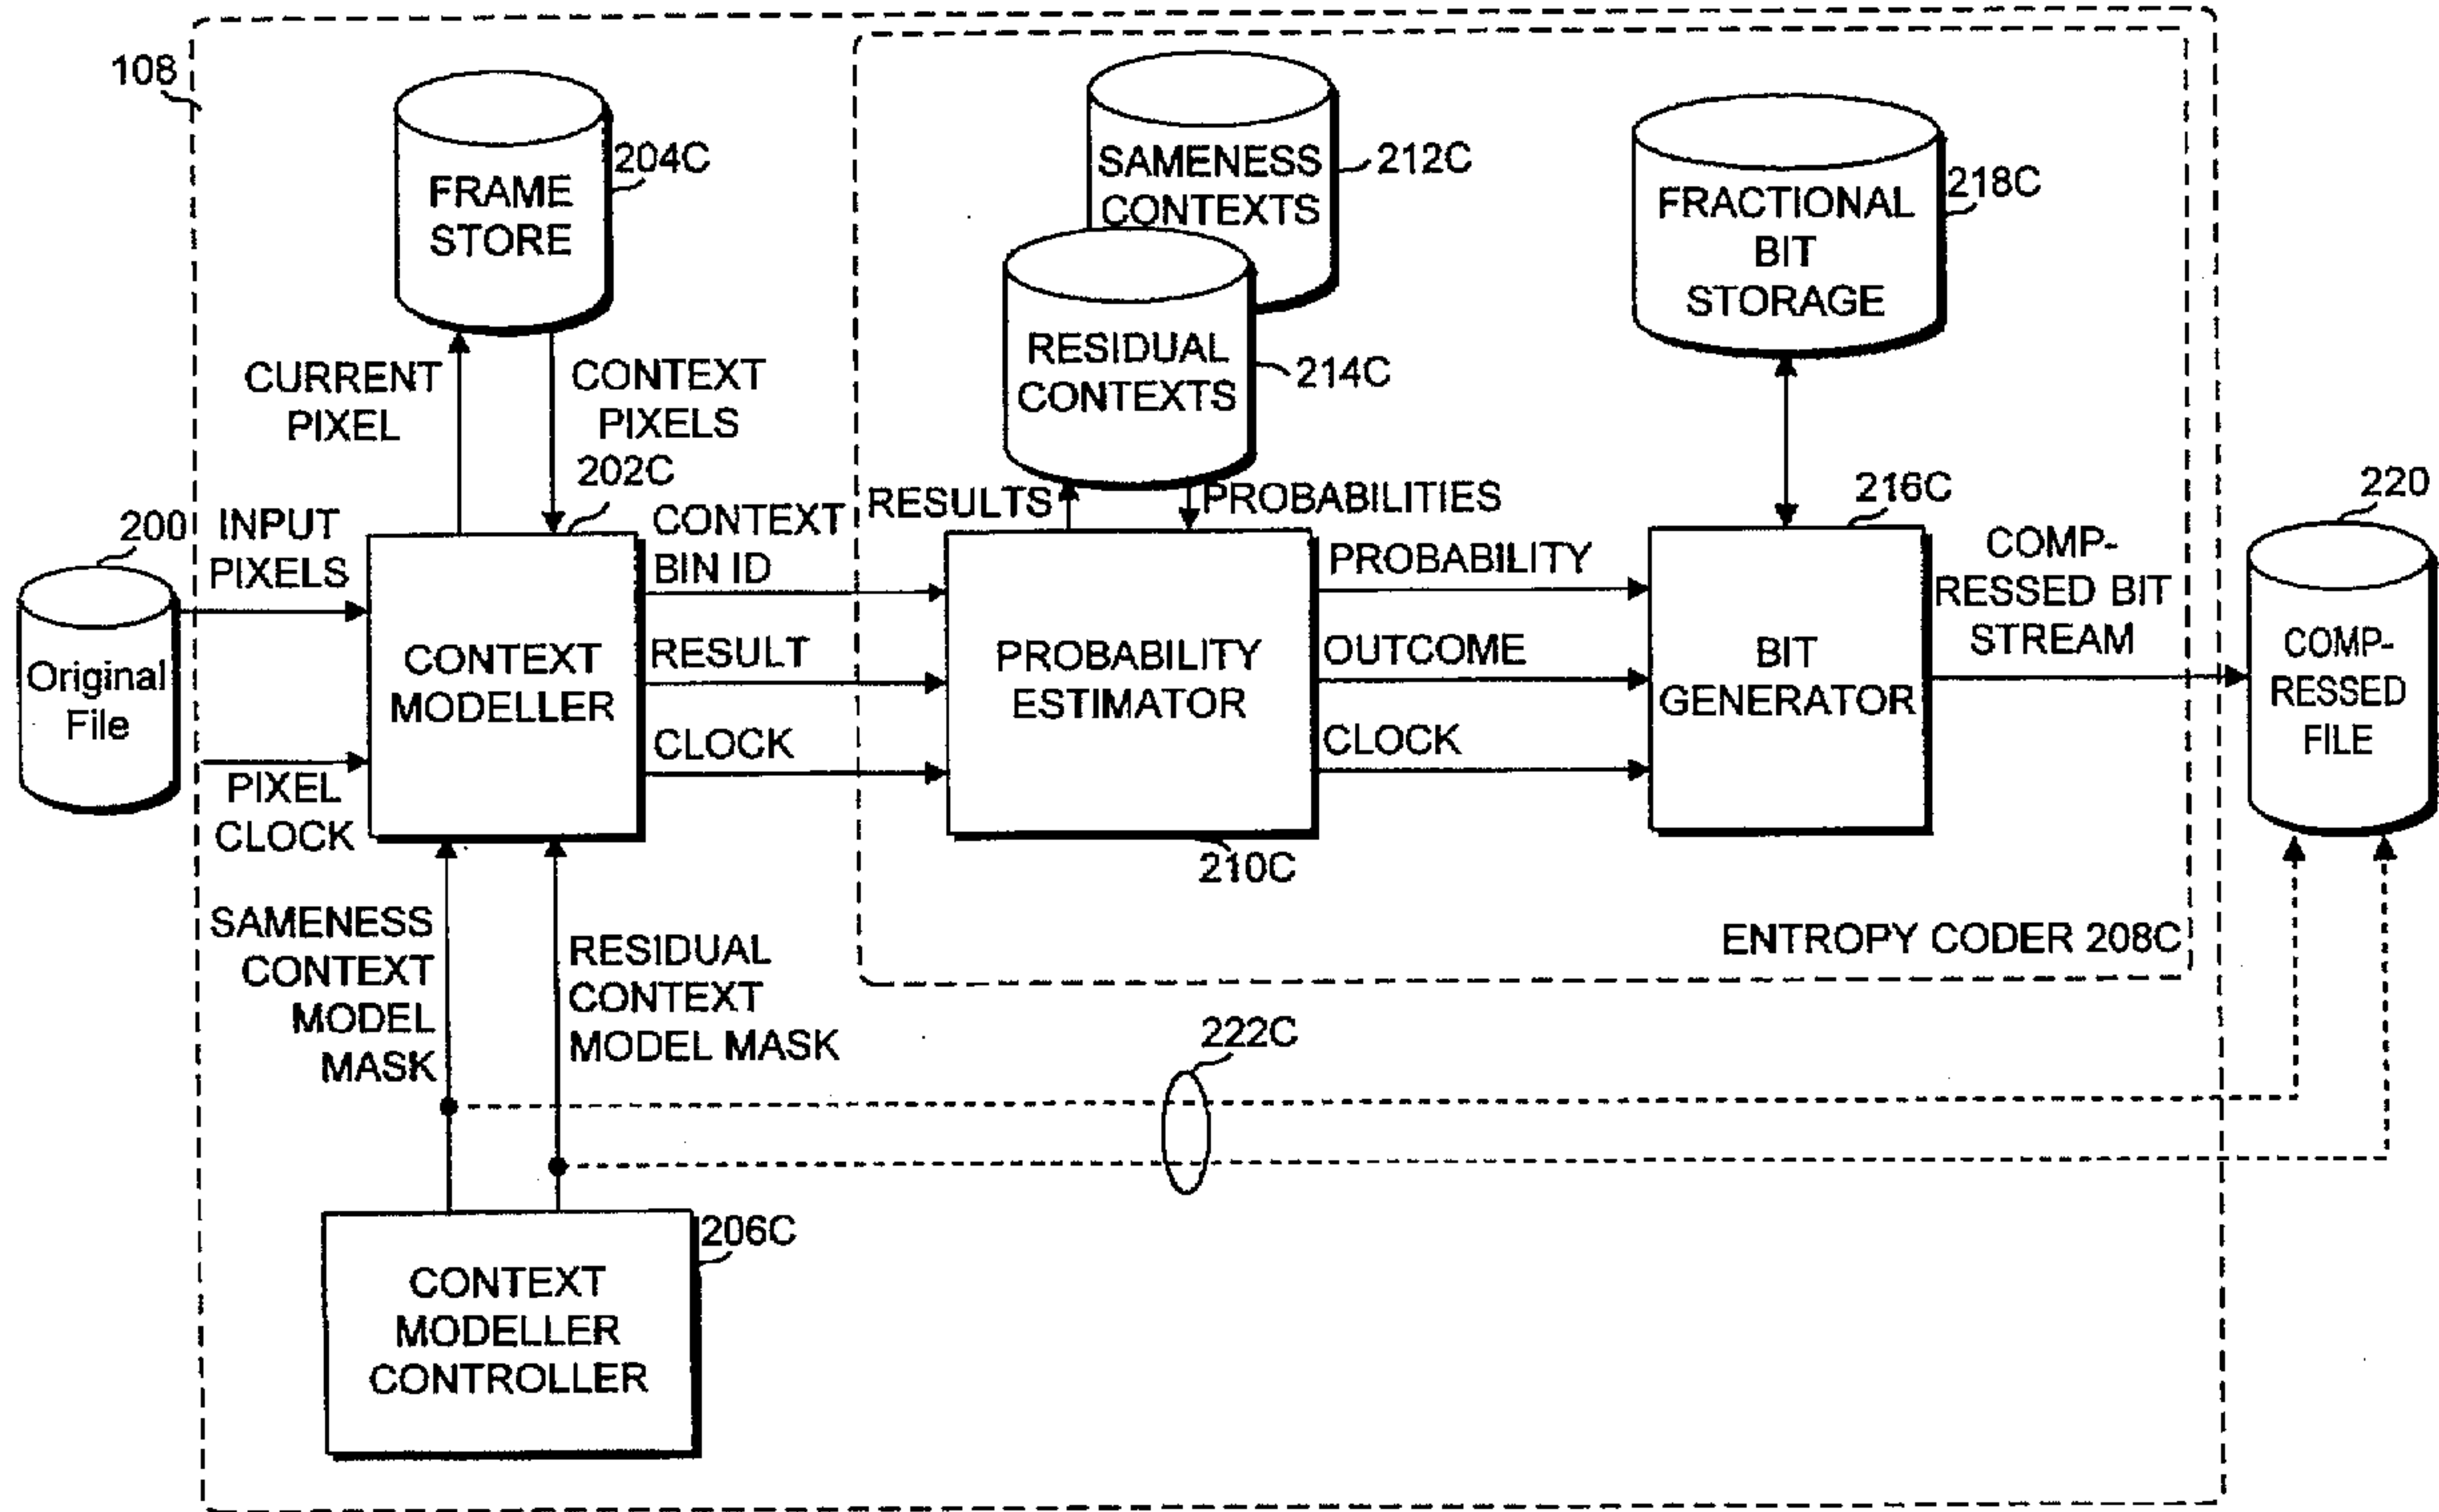 108
FRAME
STORE
204C
SAMENESS
CONTEXTS
212C
FRACTIONAL
BIT
STORAGE
218C
RESIDUAL
CONTEXTS
214C
CURRENT
PIXEL
CONTEXT
PIXELS
202C
RESULTS
PROBABILITIES
216C
220
200
INPUT
PIXELS
Original
File
PIXEL
CLOCK
CONTEXT
MODELLER
CONTEXT
BIN ID
RESULT
CLOCK
PROBABILITY
ESTIMATOR
210C
PROBABILITY
OUTCOME
CLOCK
BIT
GENERATOR
COMP-
RESSED BIT
STREAM
COMP-
RESSED
FILE
ENTROPY CODER 208C
SAMENESS
CONTEXT
MODEL
MASK
RESIDUAL
CONTEXT
MODEL MASK
222C
206C
CONTEXT
MODELLER
CONTROLLER